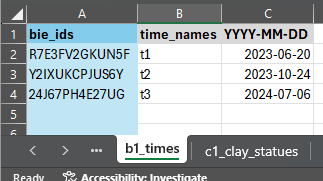 A B C
1 bie_ids time_names YYYY-MM-DD
2 R7E3FV2GKUN5F t1 2023-06-20
3 Y2IXUKCPJUS6Y t2 2023-10-24
4 24J67PH4E27UG t3 2024-07-06
5
b1_times c1_clay_statues
Ready Accessibility: Investigate